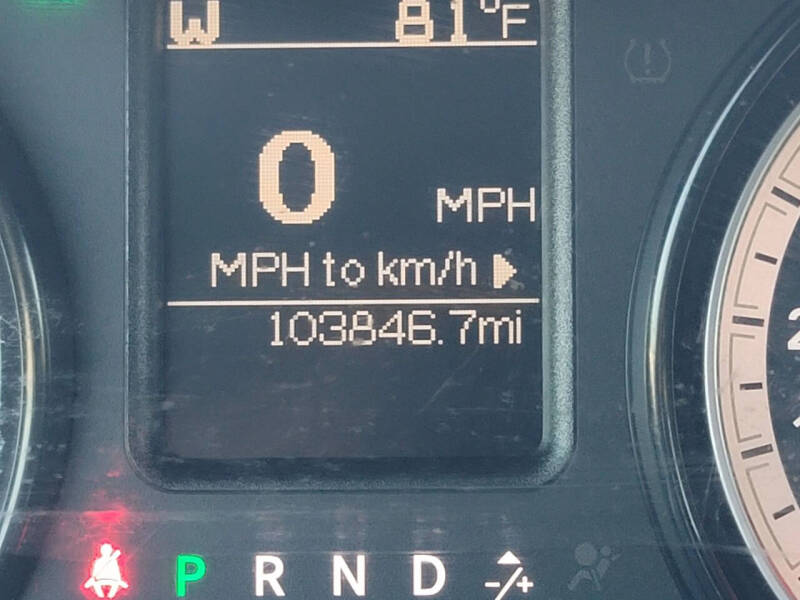 W 81°F
0 MPH
MPH to km/h
103846.7mi
P R N D -/+